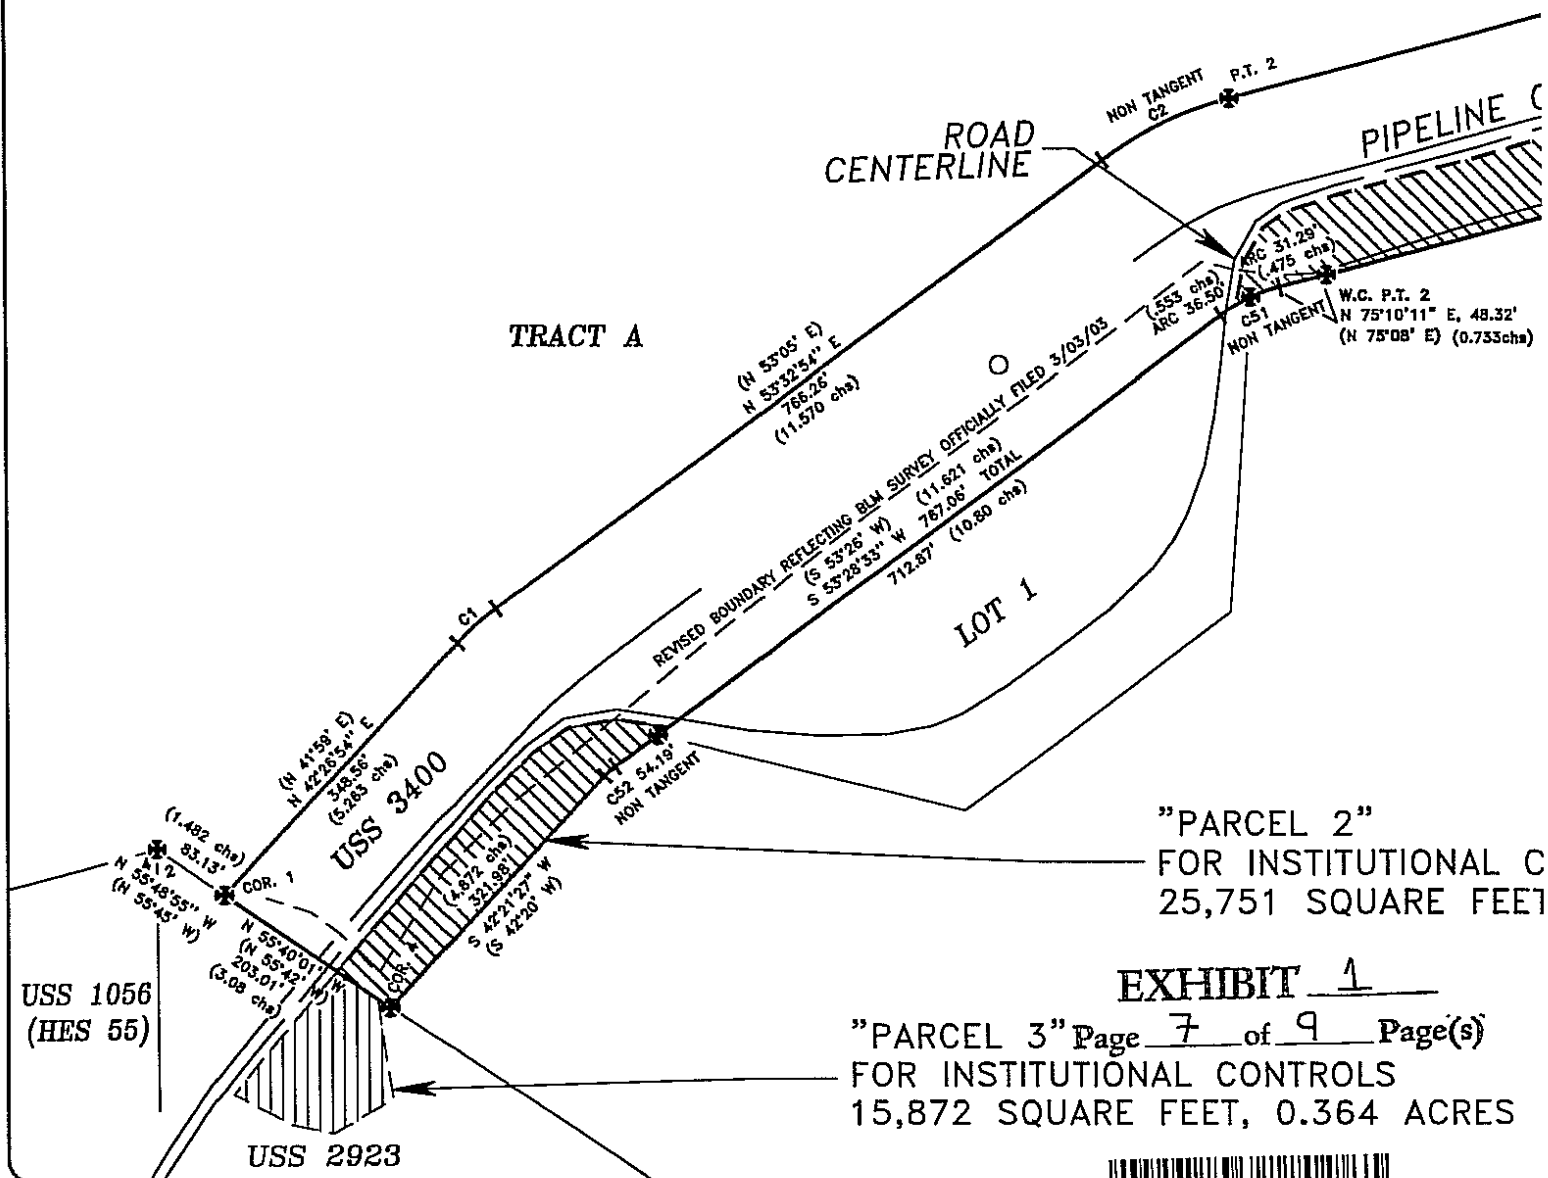 NON TANGENT
C2
P.T. 2
ROAD
CENTERLINE
PIPELINE
ARC 31.29'
(.475 chs)
(.553 chs)
ARC 36.50'
C51
NON TANGENT
W.C. P.T. 2
N 75°10'11" E, 48.32'
(N 75°08' E) (0.733chs)
TRACT A
(N 53°05' E)
N 53°32'54" E
766.26'
(11.570 chs)
REVISED BOUNDARY REFLECTING BLM SURVEY OFFICIALLY FILED 3/03/03
(S 53°26' W) (11.621 chs)
S 53°28'33" W 767.06' TOTAL
712.87' (10.80 chs)
LOT 1
C1
(N 41°59' E)
N 42°26'54" E
348.56'
(5.263 chs)
USS 3400
C52 54.19'
NON TANGENT
(1.482 chs)
83.13'
N 55°48'55" W
(N 55°45' W)
COR. 1
N 55°40'01" W
(N 55°42' W)
203.01'
(3.08 chs)
(4.872 chs)
321.98'
S 42°21'27" W
(S 42°20' W)
COR. 4
"PARCEL 2"
FOR INSTITUTIONAL
25,751 SQUARE FEET
USS 1056
(HES 55)
EXHIBIT 1
"PARCEL 3" Page 7 of 9 Page(s)
FOR INSTITUTIONAL CONTROLS
15,872 SQUARE FEET, 0.364 ACRES
USS 2923